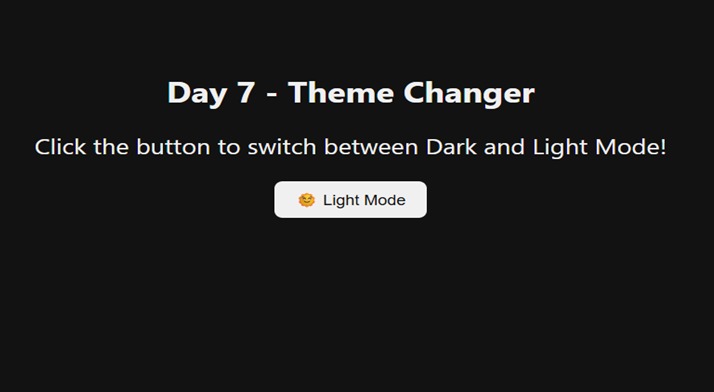 Day 7 - Theme Changer
Click the button to switch between Dark and Light Mode!
🌞 Light Mode